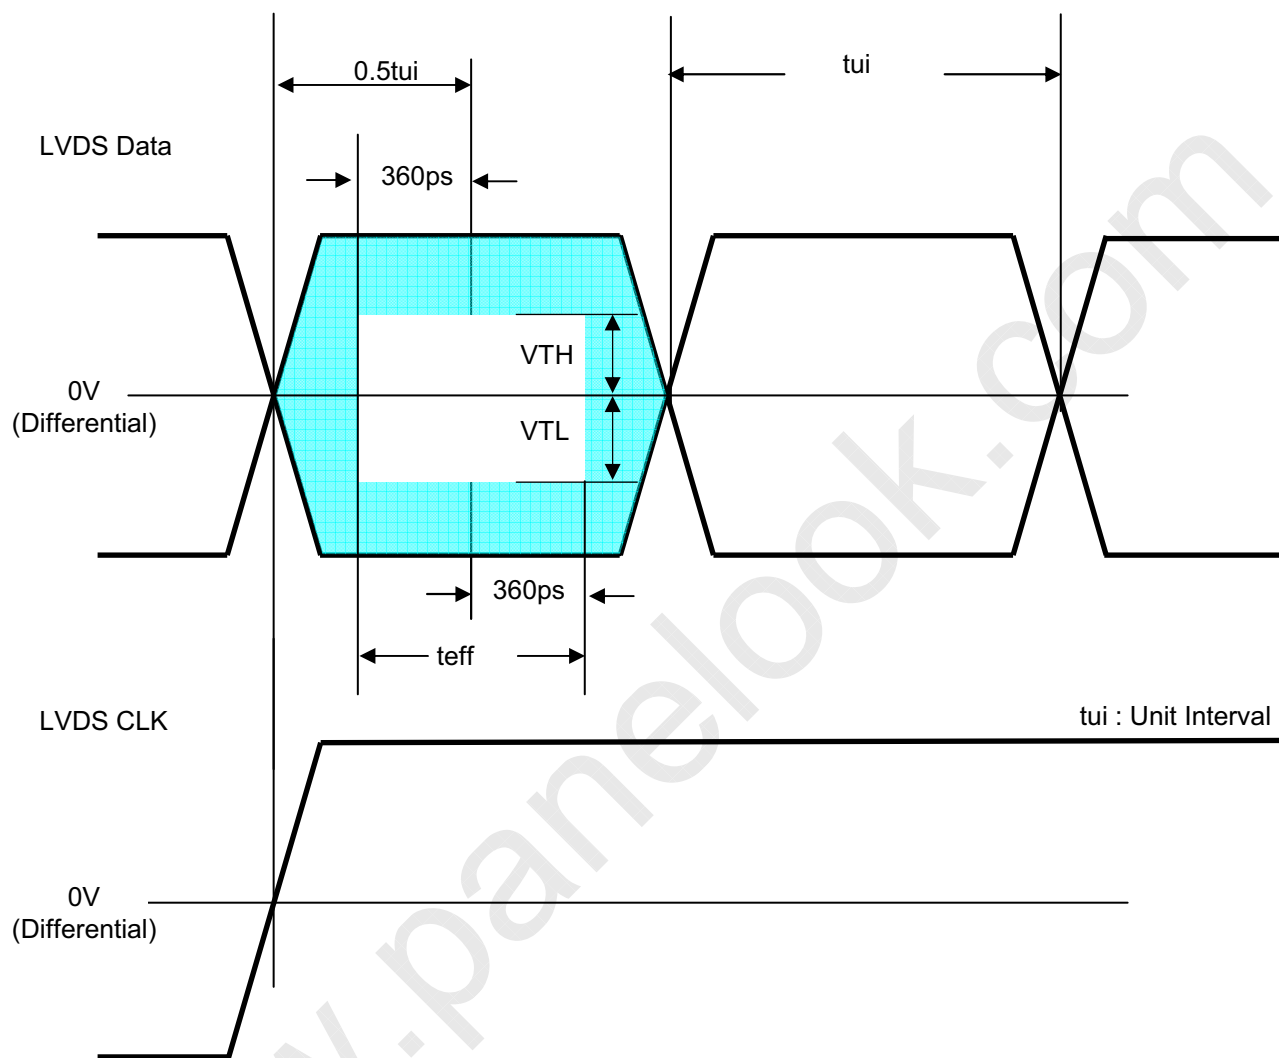 0.5tui
tui
LVDS Data
360ps
VTH
0V
(Differential)
VTL
360ps
teff
LVDS CLK
tui : Unit Interval
0V
(Differential)
w.panelook.com